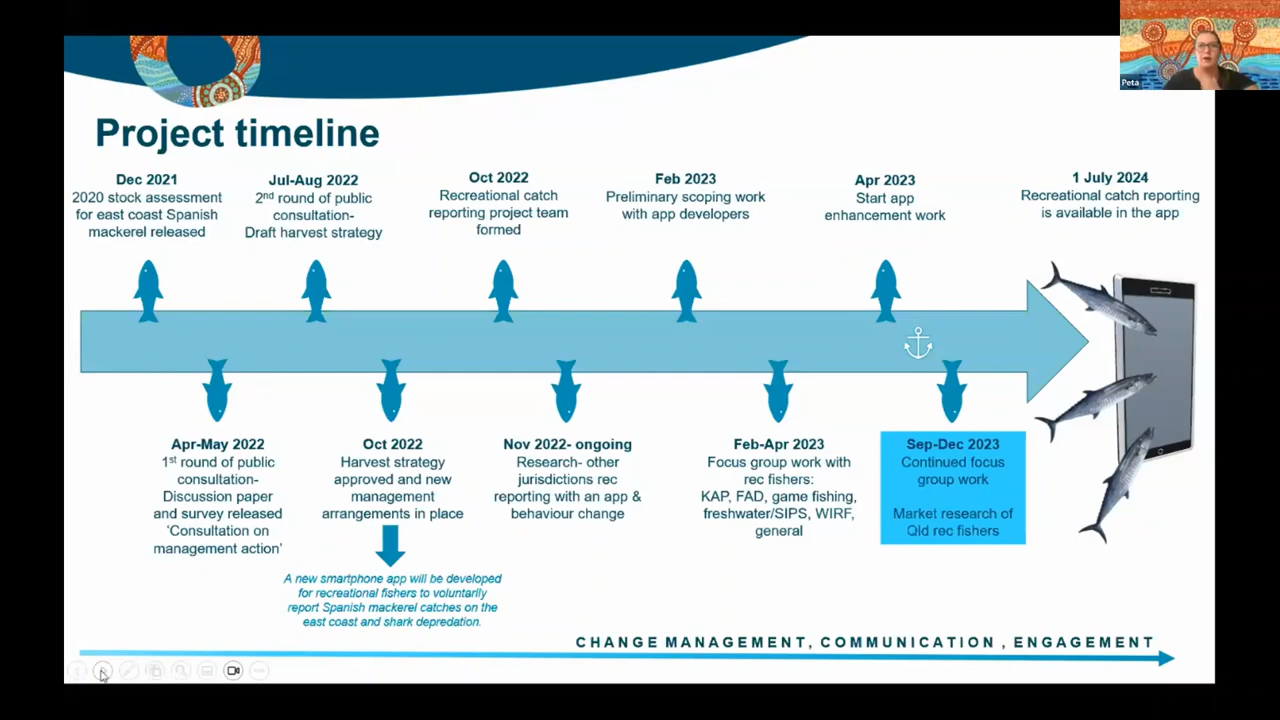 Peta
Project timeline
Dec 2021
2020 stock assessment
for east coast Spanish
mackerel released
Jul-Aug 2022
2nd round of public
consultation-
Draft harvest strategy
Oct 2022
Recreational catch
reporting project team
formed
Feb 2023
Preliminary scoping work
with app developers
Apr 2023
Start app
enhancement work
1 July 2024
Recreational catch reporting
is available in the app
Apr-May 2022
1st round of public
consultation-
Discussion paper
and survey released
‘Consultation on
management action’
Oct 2022
Harvest strategy
approved and new
management
arrangements in place
A new smartphone app will be developed
for recreational fishers to voluntarily
report Spanish mackerel catches on the
east coast and shark depredation.
Nov 2022- ongoing
Research- other
jurisdictions rec
reporting with an app &
behaviour change
Feb-Apr 2023
Focus group work with
rec fishers:
KAP, FAD, game fishing,
freshwater/SIPS, WIRF,
general
Sep-Dec 2023
Continued focus
group work
Market research of
Qld rec fishers
CHANGE MANAGEMENT, COMMUNICATION , ENGAGEMENT